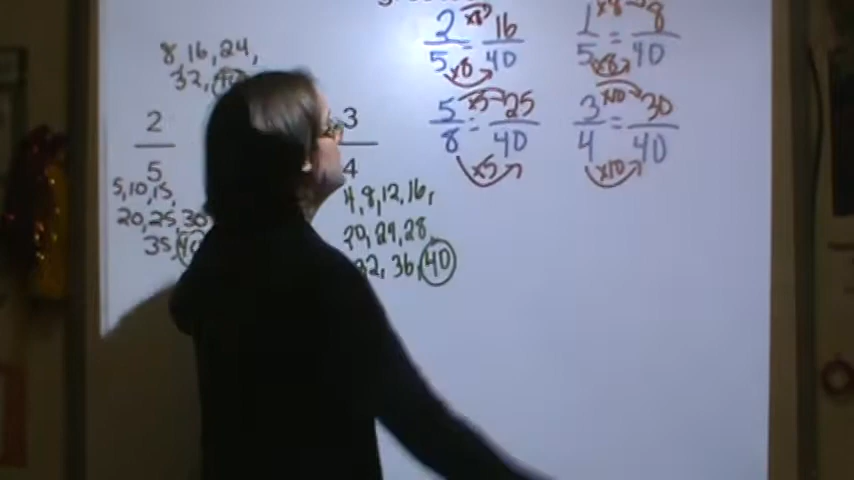 8, 16, 24,
32, 40
2/5
5, 10, 15,
20, 25, 30
35, 40
3/4
4, 8, 12, 16,
20, 24, 28,
32, 36, 40
×8 ×8
2/5 = 16/40 1/5 = 8/40
×8 ×8
×5 ×10
5/8 = 25/40 3/4 = 30/40
×5 ×10